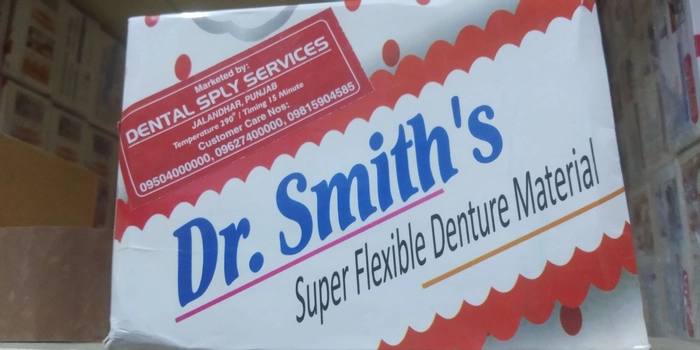 Marketed by:
DENTAL SPLY SERVICES
JALANDHAR, PUNJAB
Temperature 290° / Timing 15 Minute
Customer Care Nos:
09504000000, 09627400000, 09815904585
Dr. Smith's
Super Flexible Denture Material